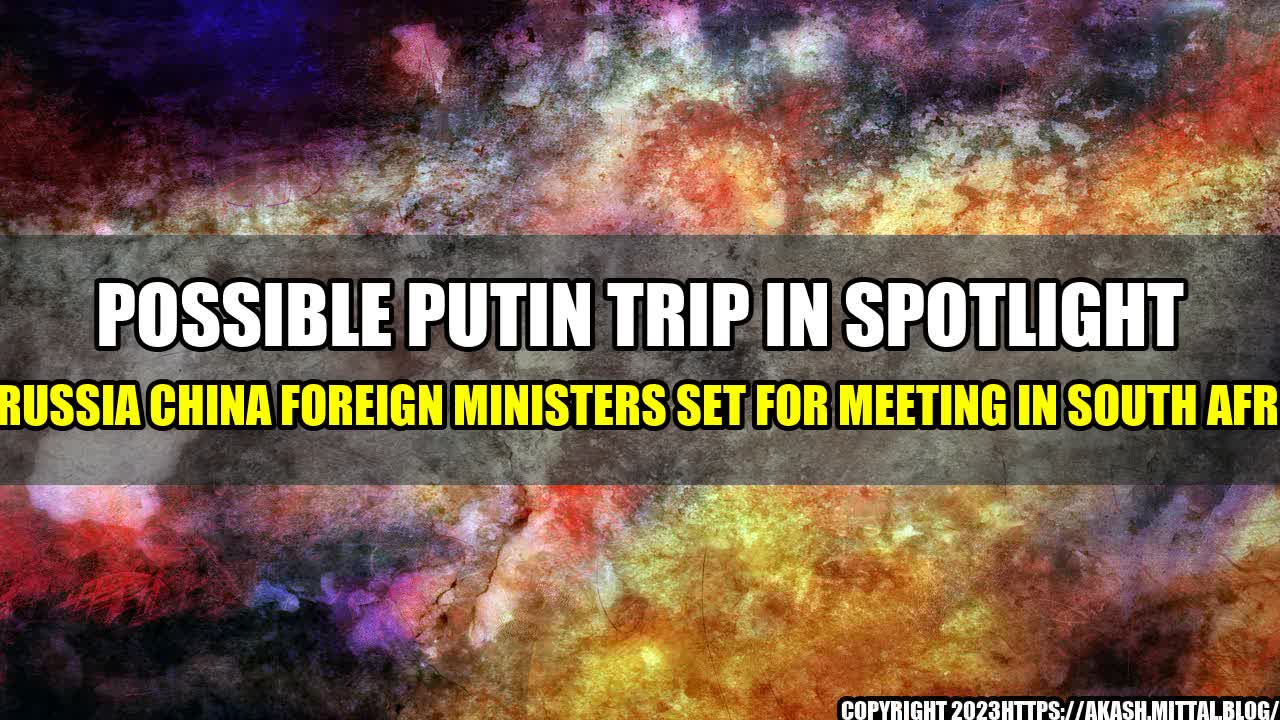 POSSIBLE PUTIN TRIP IN SPOTLIGHT
RUSSIA CHINA FOREIGN MINISTERS SET FOR MEETING IN SOUTH AFR
COPYRIGHT 2023HTTPS://AKASH.MITTAL.BLOG/